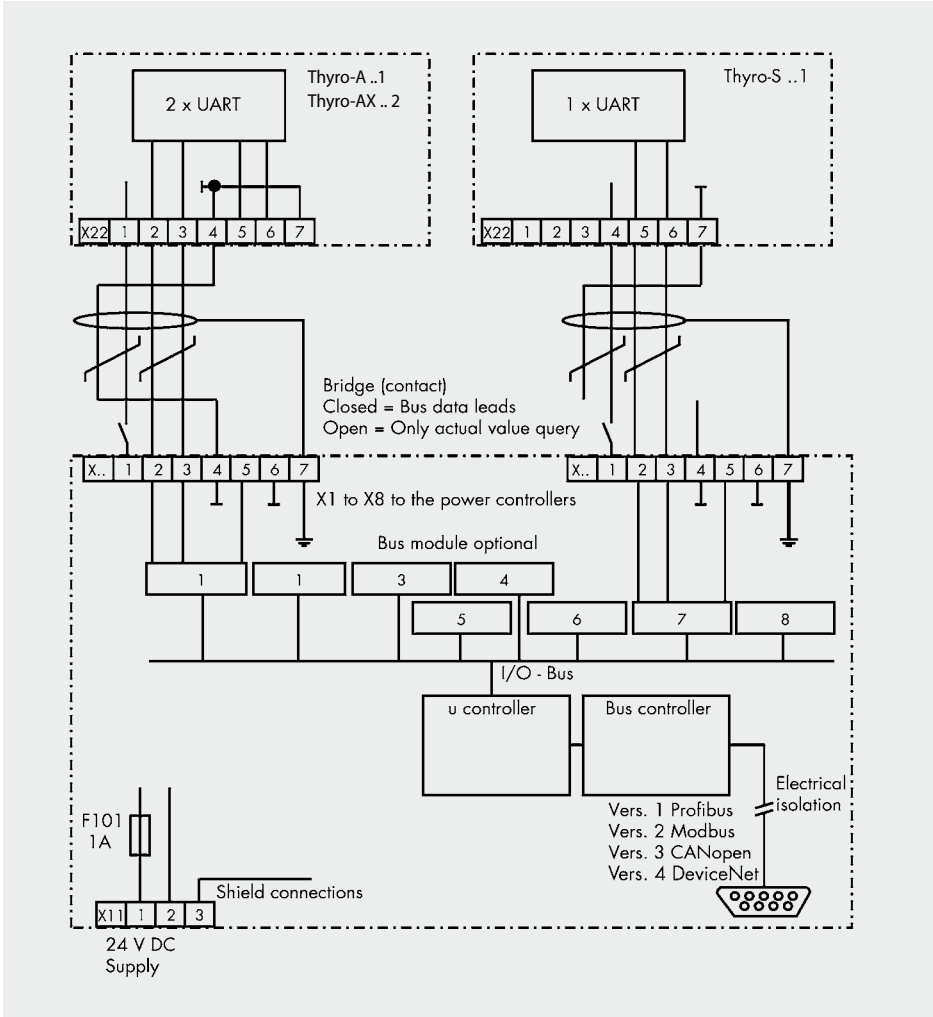 2 x UART
Thyro-A ..1
Thyro-AX .. 2
1 x UART
Thyro-S ..1
X22 1 2 3 4 5 6 7
X22 1 2 3 4 5 6 7
Bridge (contact)
Closed = Bus data leads
Open = Only actual value query
X.. 1 2 3 4 5 6 7
X.. 1 2 3 4 5 6 7
X1 to X8 to the power controllers
Bus module optional
1 1 3 4
5 6 7 8
I/O - Bus
u controller
Bus controller
Electrical
isolation
Vers. 1 Profibus
Vers. 2 Modbus
Vers. 3 CANopen
Vers. 4 DeviceNet
F101
1A
Shield connections
X11 1 2 3
24 V DC
Supply